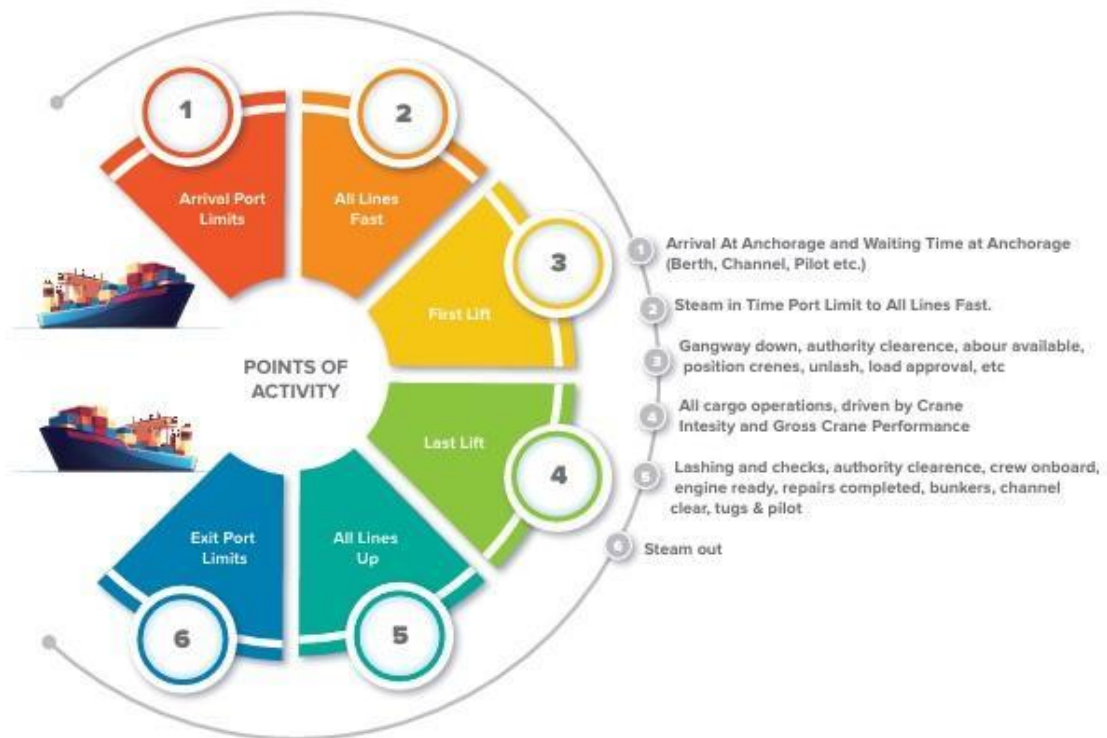 1
Arrival Port
Limits
2
All Lines
Fast
3
First Lift
POINTS OF
ACTIVITY
Last Lift
4
All Lines
Up
5
Exit Port
Limits
6
1
Arrival At Anchorage and Waiting Time at Anchorage
(Berth, Channel, Pilot etc.)
2
Steam in Time Port Limit to All Lines Fast.
3
Gangway down, authority clearence, abour available,
position crenes, unlash, load approval, etc
4
All cargo operations, driven by Crane
Intesity and Gross Crane Performance
5
Lashing and checks, authority clearence, crew onboard,
engine ready, repairs completed, bunkers, channel
clear, tugs & pilot
6
Steam out